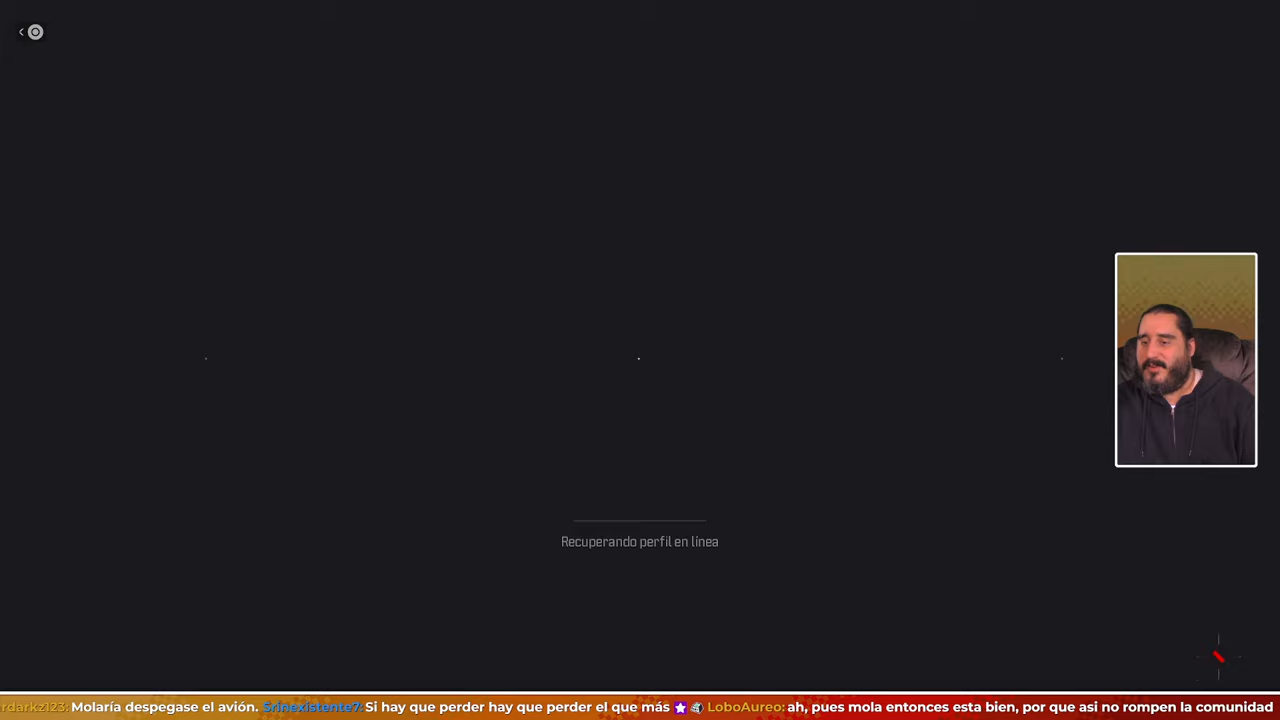 Recuperando perfil en línea
rdarkz123: Molaría despegase el avión. Srinexistente7: Si hay que perder hay que perder el que más LoboAureo: ah, pues mola entonces esta bien, por que asi no rompen la comunidad